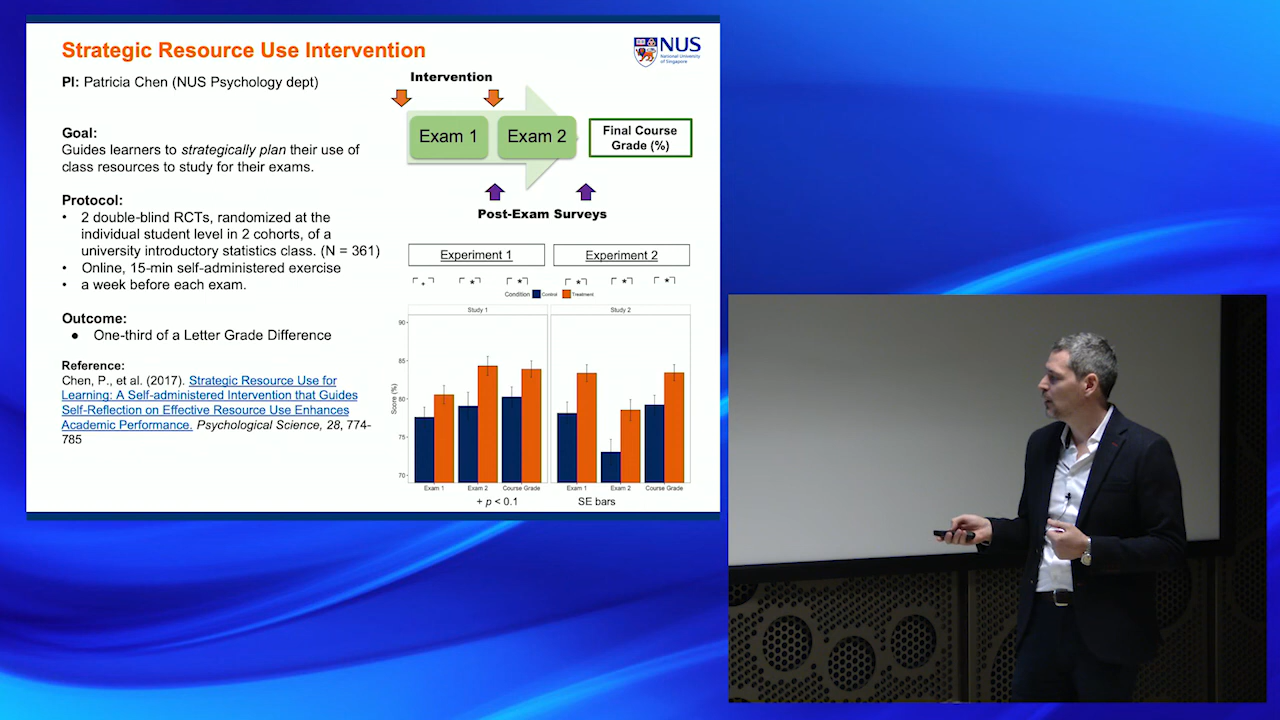 Strategic Resource Use Intervention
NUS
National University
of Singapore
PI: Patricia Chen (NUS Psychology dept)
Goal:
Guides learners to strategically plan their use of
class resources to study for their exams.
Protocol:
• 2 double-blind RCTs, randomized at the
individual student level in 2 cohorts, of a
university introductory statistics class. (N = 361)
• Online, 15-min self-administered exercise
• a week before each exam.
Outcome:
● One-third of a Letter Grade Difference
Reference:
Chen, P., et al. (2017). Strategic Resource Use for
Learning: A Self-administered Intervention that Guides
Self-Reflection on Effective Resource Use Enhances
Academic Performance. Psychological Science, 28, 774-
785
Intervention
Exam 1 Exam 2
Final Course
Grade (%)
Post-Exam Surveys
Experiment 1 Experiment 2
+ * * * * *
Condition Control Treatment
Study 1 Study 2
Score (%)
90
85
80
75
70
Exam 1 Exam 2 Course Grade Exam 1 Exam 2 Course Grade
+ p < 0.1 SE bars